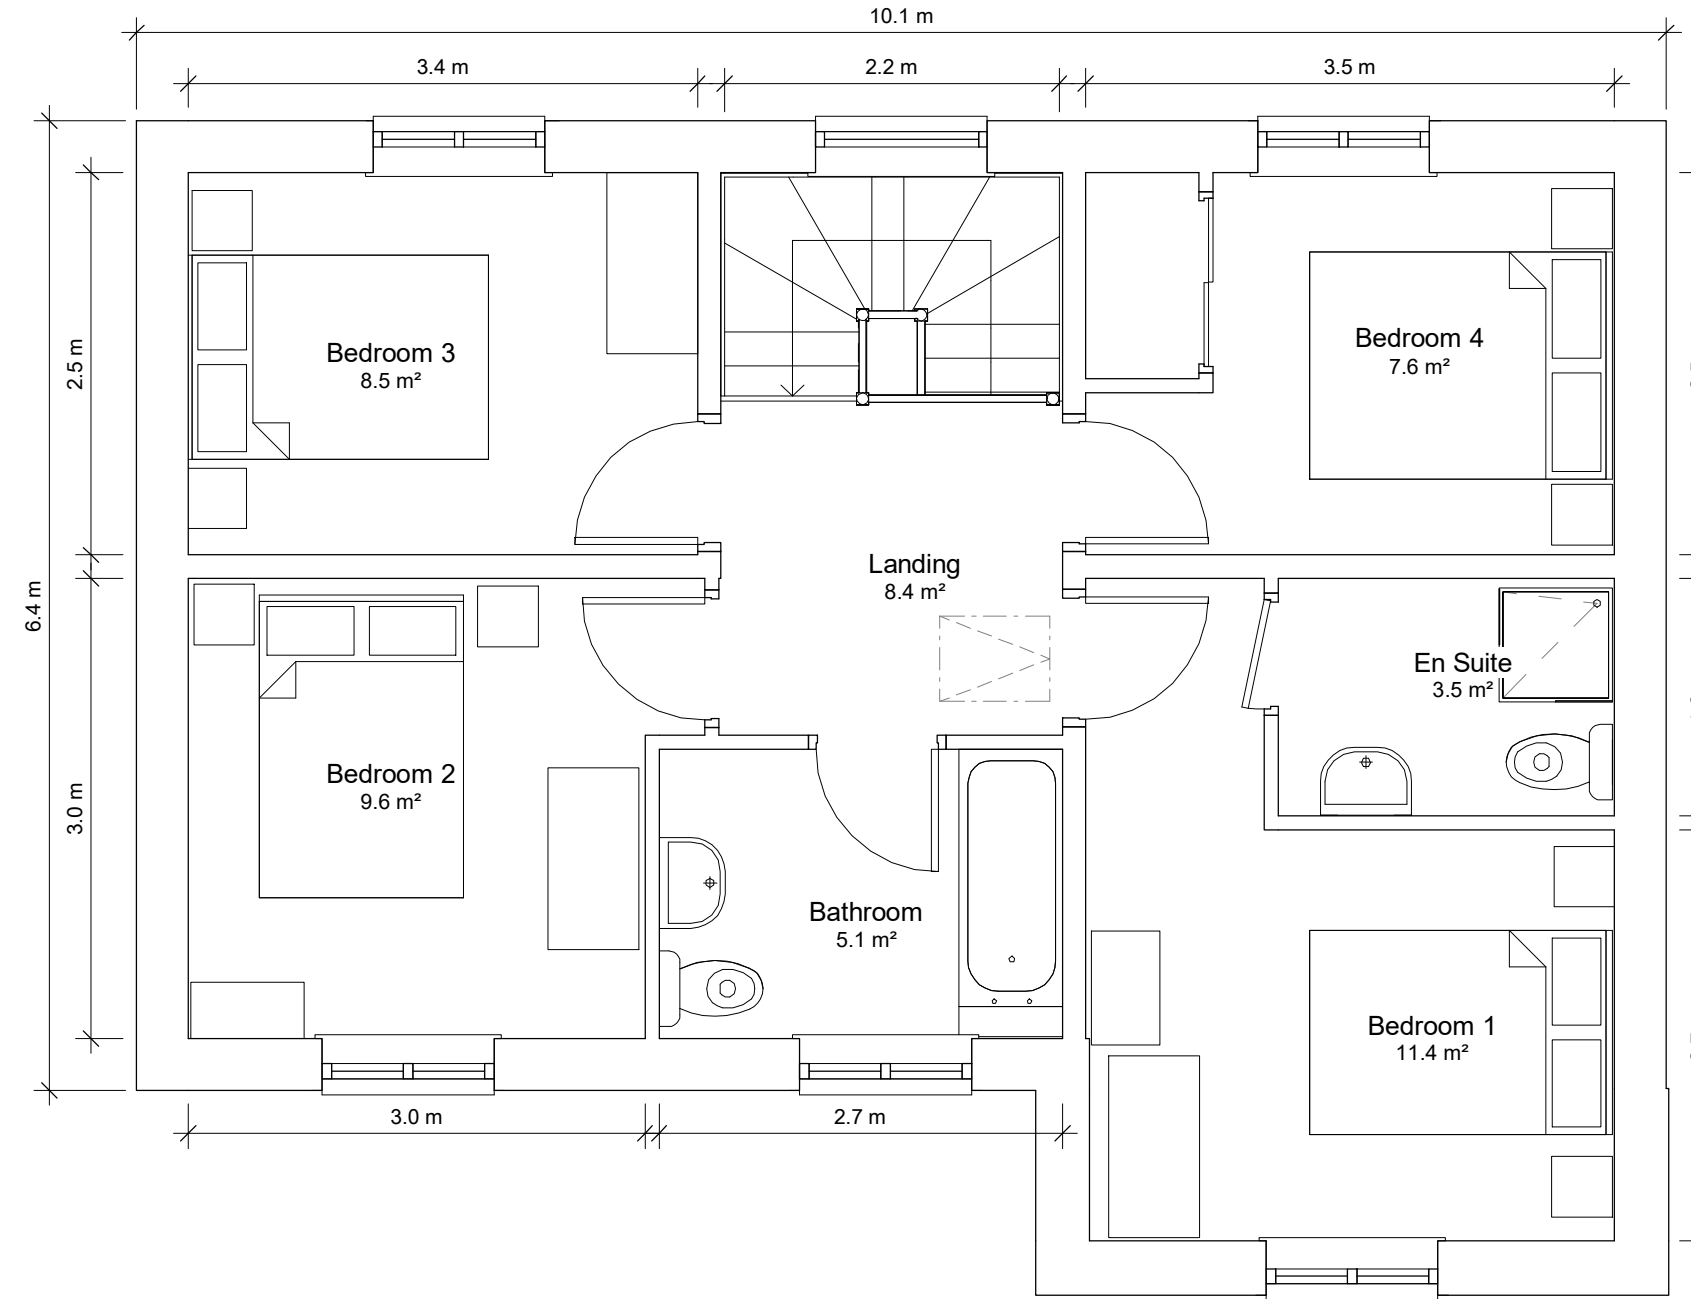 10.1 m
3.4 m
2.2 m
3.5 m
2.5 m
Bedroom 3
8.5 m²
Bedroom 4
7.6 m²
6.4 m
Landing
8.4 m²
En Suite
3.5 m²
3.0 m
Bedroom 2
9.6 m²
Bathroom
5.1 m²
Bedroom 1
11.4 m²
3.0 m
2.7 m